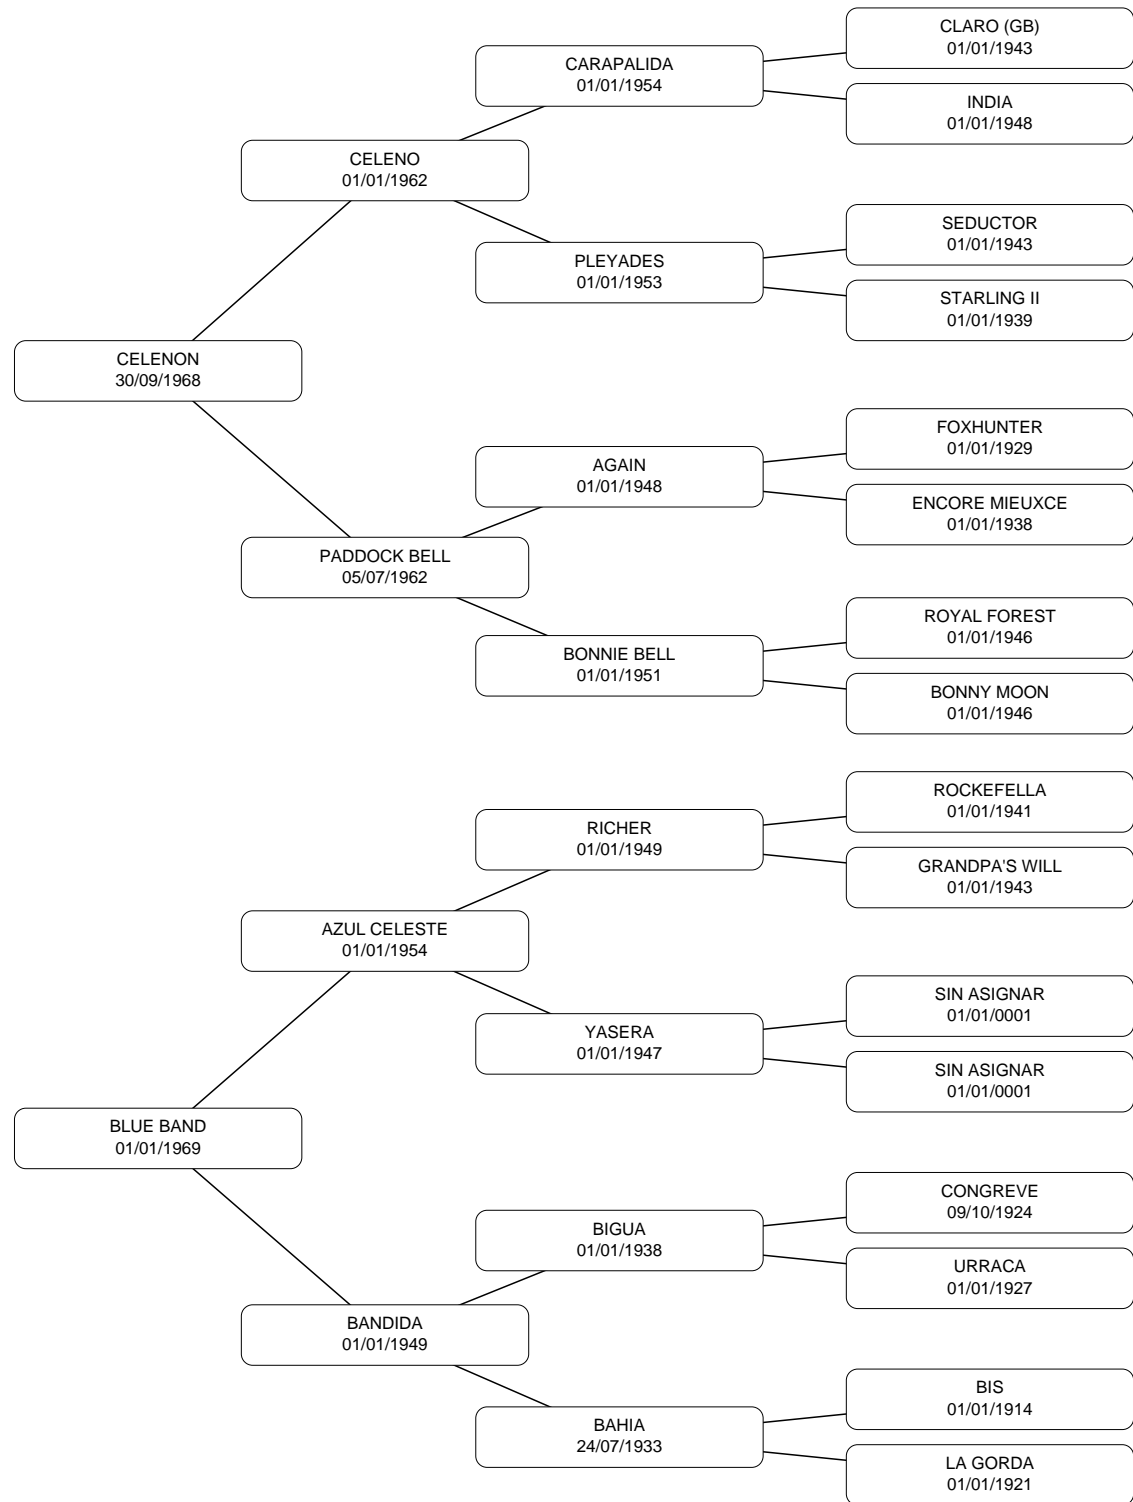 CLARO (GB)
01/01/1943
CARAPALIDA
01/01/1954
INDIA
01/01/1948
CELENO
01/01/1962
SEDUCTOR
01/01/1943
PLEYADES
01/01/1953
STARLING II
01/01/1939
CELENON
30/09/1968
FOXHUNTER
01/01/1929
AGAIN
01/01/1948
ENCORE MIEUXCE
01/01/1938
PADDOCK BELL
05/07/1962
ROYAL FOREST
01/01/1946
BONNIE BELL
01/01/1951
BONNY MOON
01/01/1946
ROCKEFELLA
01/01/1941
RICHER
01/01/1949
GRANDPA'S WILL
01/01/1943
AZUL CELESTE
01/01/1954
SIN ASIGNAR
01/01/0001
YASERA
01/01/1947
SIN ASIGNAR
01/01/0001
BLUE BAND
01/01/1969
CONGREVE
09/10/1924
BIGUA
01/01/1938
URRACA
01/01/1927
BANDIDA
01/01/1949
BIS
01/01/1914
BAHIA
24/07/1933
LA GORDA
01/01/1921